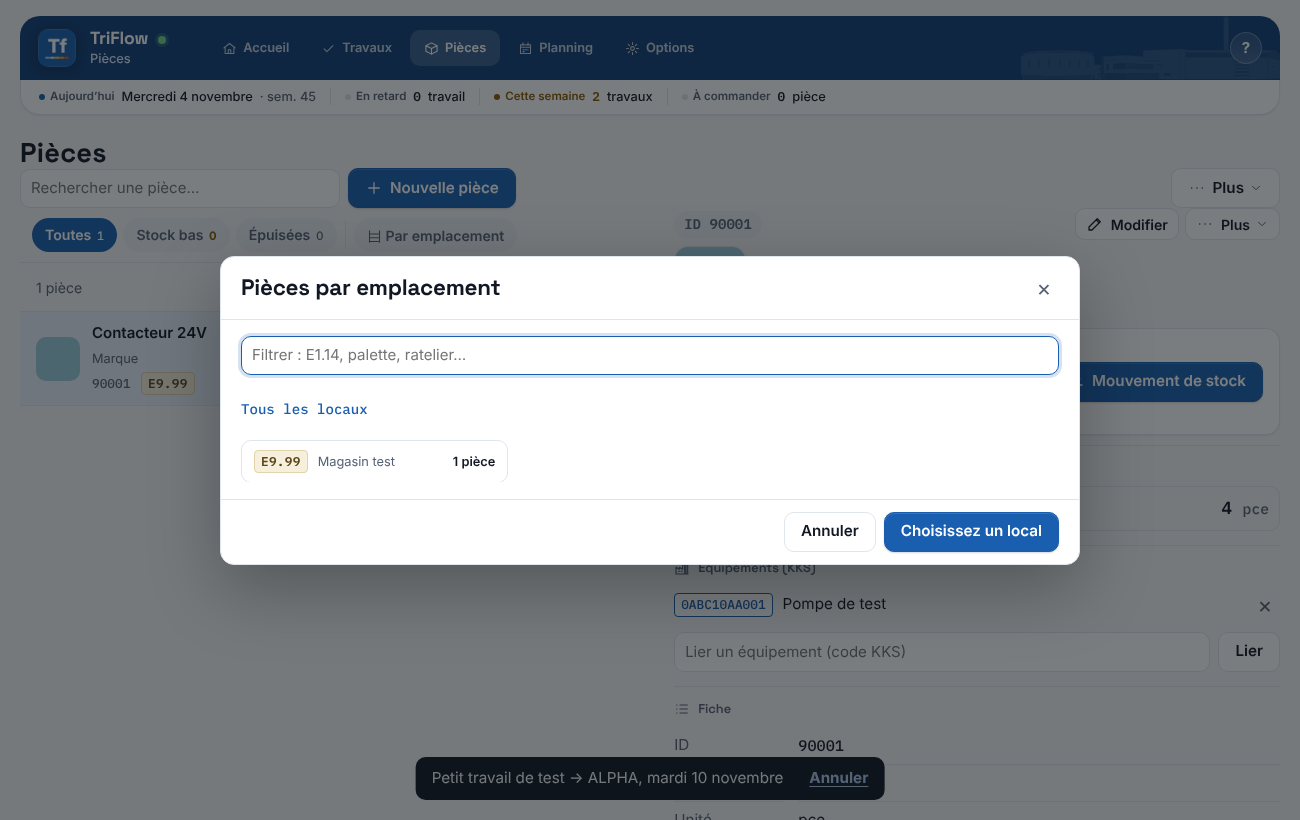 Tf TriFlow
Pièces
Accueil Travaux Pièces Planning Options ?
Aujourd'hui Mercredi 4 novembre · sem. 45 En retard 0 travail Cette semaine 2 travaux À commander 0 pièce
Pièces
Rechercher une pièce... + Nouvelle pièce ··· Plus
Toutes 1 Stock bas 0 Épuisées 0 Par emplacement
ID 90001 Modifier ··· Plus
1 pièce
Contacteur 24V
Marque
90001 E9.99
Pièces par emplacement ×
Filtrer : E1.14, palette, ratelier...
Tous les locaux
E9.99 Magasin test 1 pièce
Annuler Choisissez un local
Mouvement de stock
4 pce
Équipements (KKS)
0ABC10AA001 Pompe de test ×
Lier un équipement (code KKS) Lier
Fiche
ID 90001
Petit travail de test → ALPHA, mardi 10 novembre Annuler
Unité pce